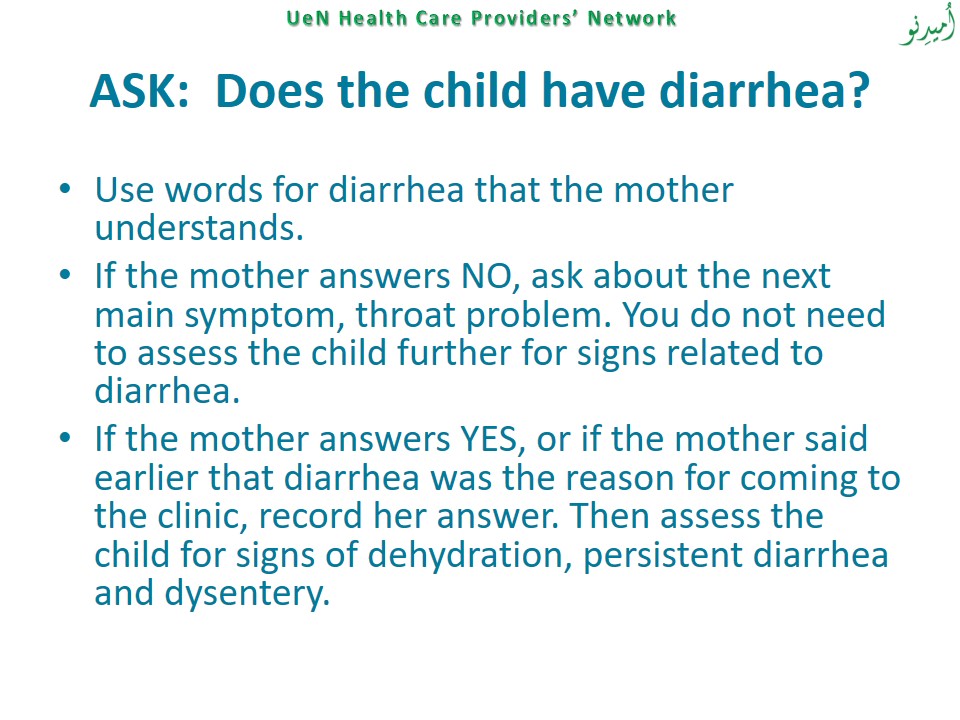 UeN Health Care Providers’ Network
اُمیدِنو
ASK:  Does the child have diarrhea?
• Use words for diarrhea that the mother
understands.
• If the mother answers NO, ask about the next
main symptom, throat problem. You do not need
to assess the child further for signs related to
diarrhea.
• If the mother answers YES, or if the mother said
earlier that diarrhea was the reason for coming to
the clinic, record her answer. Then assess the
child for signs of dehydration, persistent diarrhea
and dysentery.